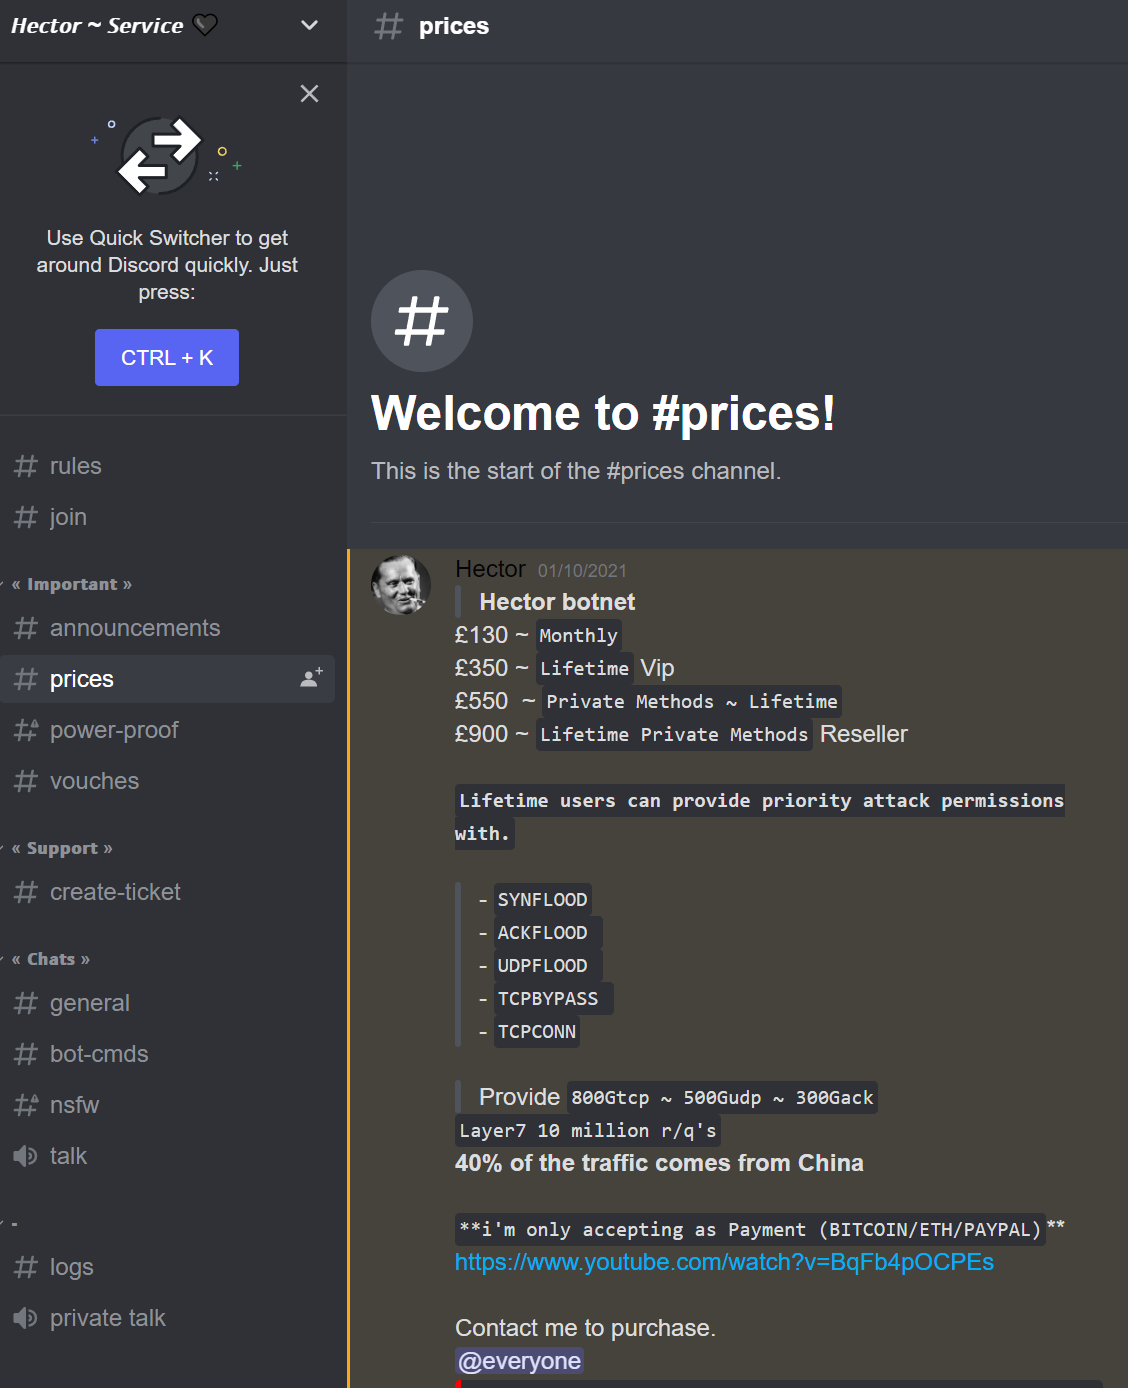 Hector ~ Service
prices
Use Quick Switcher to get
around Discord quickly. Just
press:
CTRL + K
rules
join
« Important »
announcements
prices
power-proof
vouches
« Support »
create-ticket
« Chats »
general
bot-cmds
nsfw
talk
-
logs
private talk
Welcome to #prices!
This is the start of the #prices channel.
Hector 01/10/2021
Hector botnet
£130 ~ Monthly
£350 ~ Lifetime Vip
£550 ~ Private Methods ~ Lifetime
£900 ~ Lifetime Private Methods Reseller
Lifetime users can provide priority attack permissions
with.
- SYNFLOOD
- ACKFLOOD
- UDPFLOOD
- TCPBYPASS
- TCPCONN
Provide 800Gtcp ~ 500Gudp ~ 300Gack
Layer7 10 million r/q's
40% of the traffic comes from China
**i'm only accepting as Payment (BITCOIN/ETH/PAYPAL)**
https://www.youtube.com/watch?v=BqFb4pOCPEs
Contact me to purchase.
@everyone